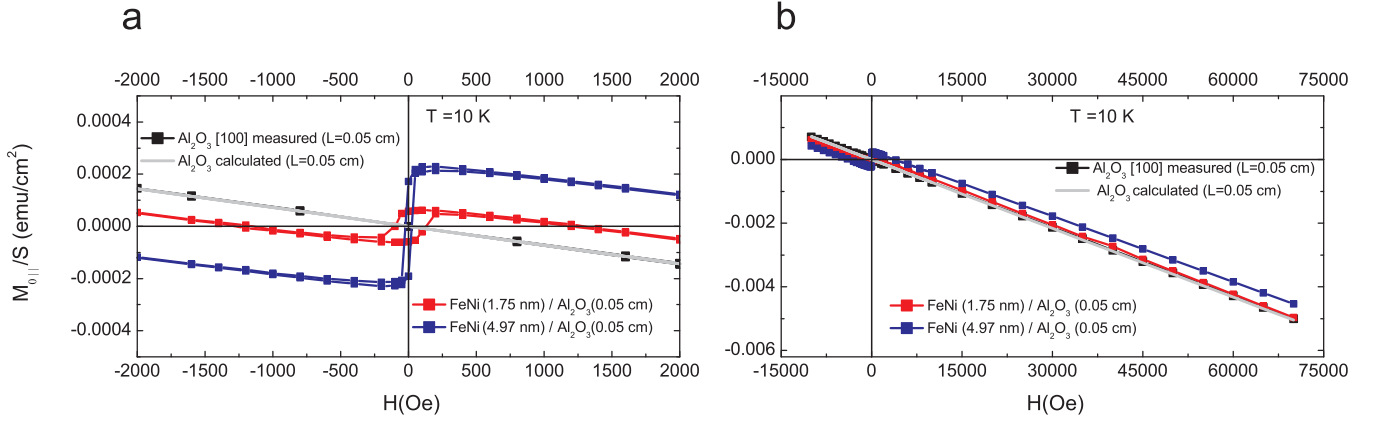 a
b
-2000 -1500 -1000 -500 0 500 1000 1500 2000
-15000 0 15000 30000 45000 60000 75000
T =10 K
T =10 K
0.0004
0.0002
0.0000
-0.0002
-0.0004
M0||/S (emu/cm²)
Al₂O₃ [100] measured (L=0.05 cm)
Al₂O₃ calculated (L=0.05 cm)
FeNi (1.75 nm) / Al₂O₃(0.05 cm)
FeNi (4.97 nm) / Al₂O₃(0.05 cm)
-2000 -1500 -1000 -500 0 500 1000 1500 2000
H(Oe)
0.000
-0.002
-0.004
-0.006
Al₂O₃ [100] measured (L=0.05 cm)
Al₂O₃ calculated (L=0.05 cm)
FeNi (1.75 nm) / Al₂O₃ (0.05 cm)
FeNi (4.97 nm) / Al₂O₃ (0.05 cm)
-15000 0 15000 30000 45000 60000 75000
H(Oe)